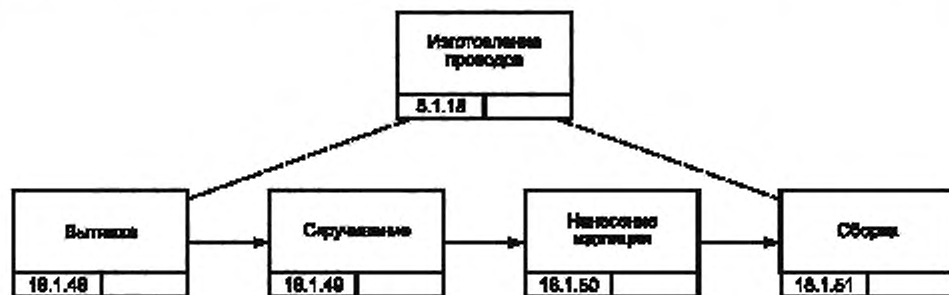 Изготовление
проводов
5.1.18
Вытяжка
Скручивание
Нанесение
изоляции
Сборка
18.1.48
18.1.49
18.1.50
18.1.51